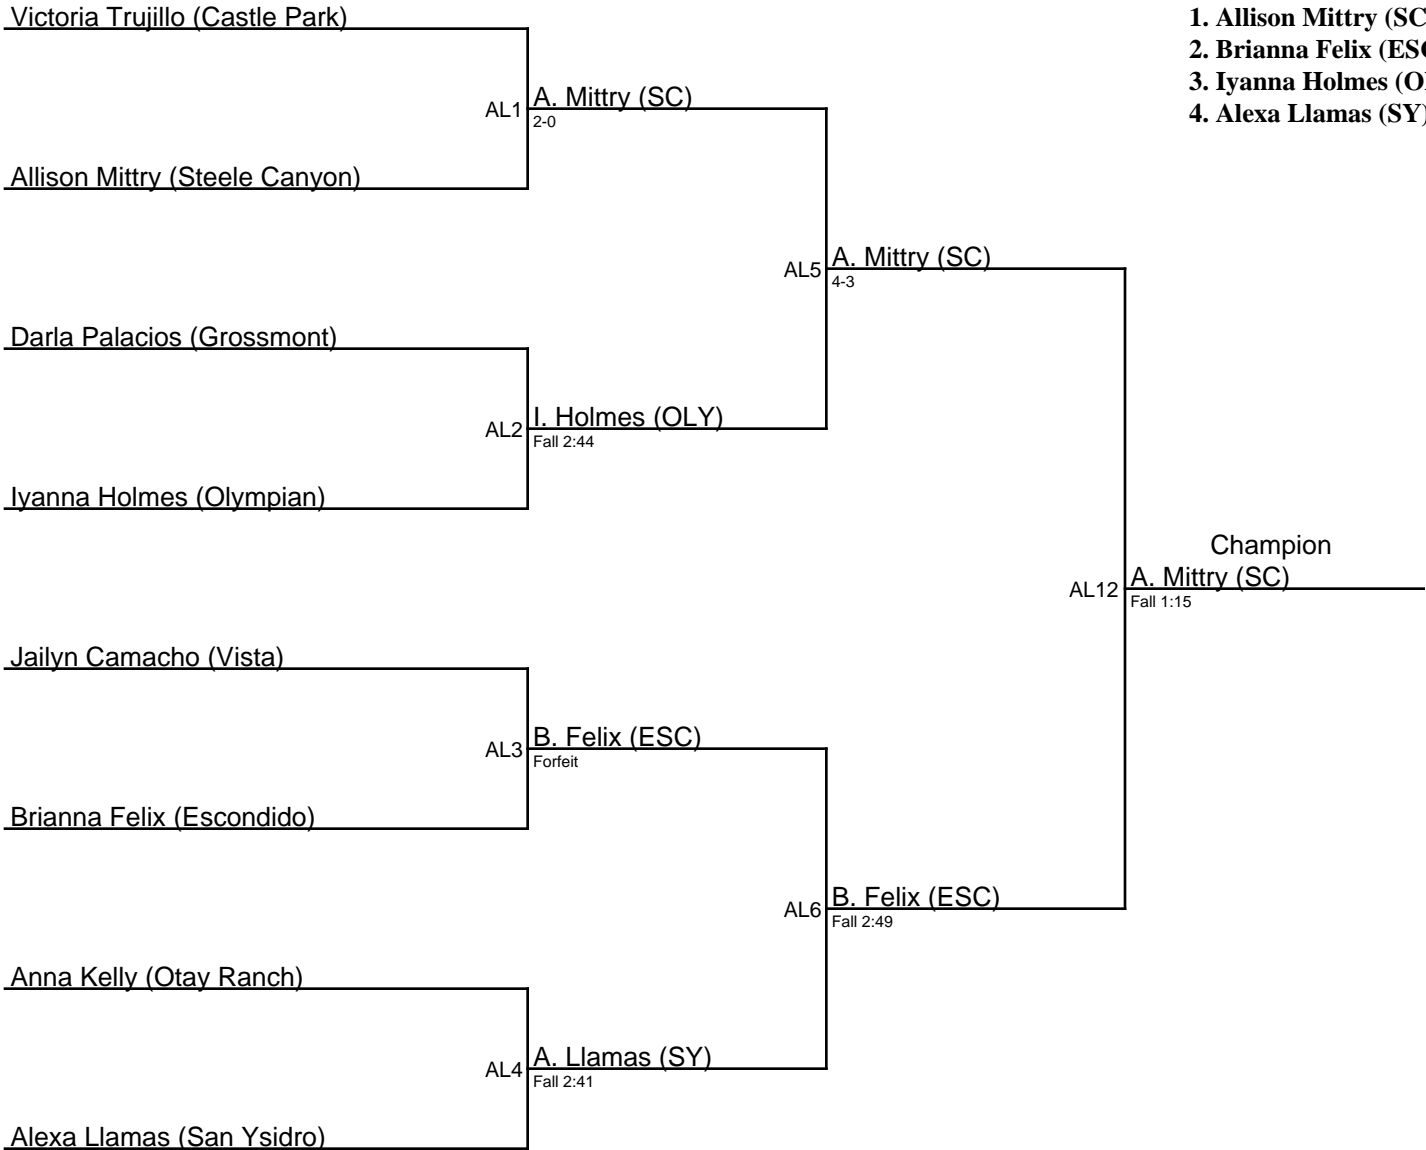 Victoria Trujillo (Castle Park)
1. Allison Mittry (SC
2. Brianna Felix (ES
3. Iyanna Holmes (O
4. Alexa Llamas (SY)
AL1 A. Mittry (SC)
2-0
Allison Mittry (Steele Canyon)
AL5 A. Mittry (SC)
4-3
Darla Palacios (Grossmont)
AL2 I. Holmes (OLY)
Fall 2:44
Iyanna Holmes (Olympian)
Champion
AL12 A. Mittry (SC)
Fall 1:15
Jailyn Camacho (Vista)
AL3 B. Felix (ESC)
Forfeit
Brianna Felix (Escondido)
AL6 B. Felix (ESC)
Fall 2:49
Anna Kelly (Otay Ranch)
AL4 A. Llamas (SY)
Fall 2:41
Alexa Llamas (San Ysidro)